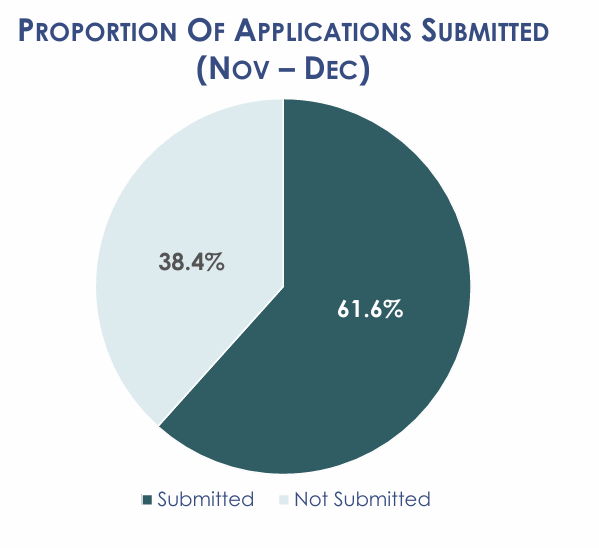 Proportion Of Applications Submitted
(Nov – Dec)
38.4%
61.6%
Submitted Not Submitted